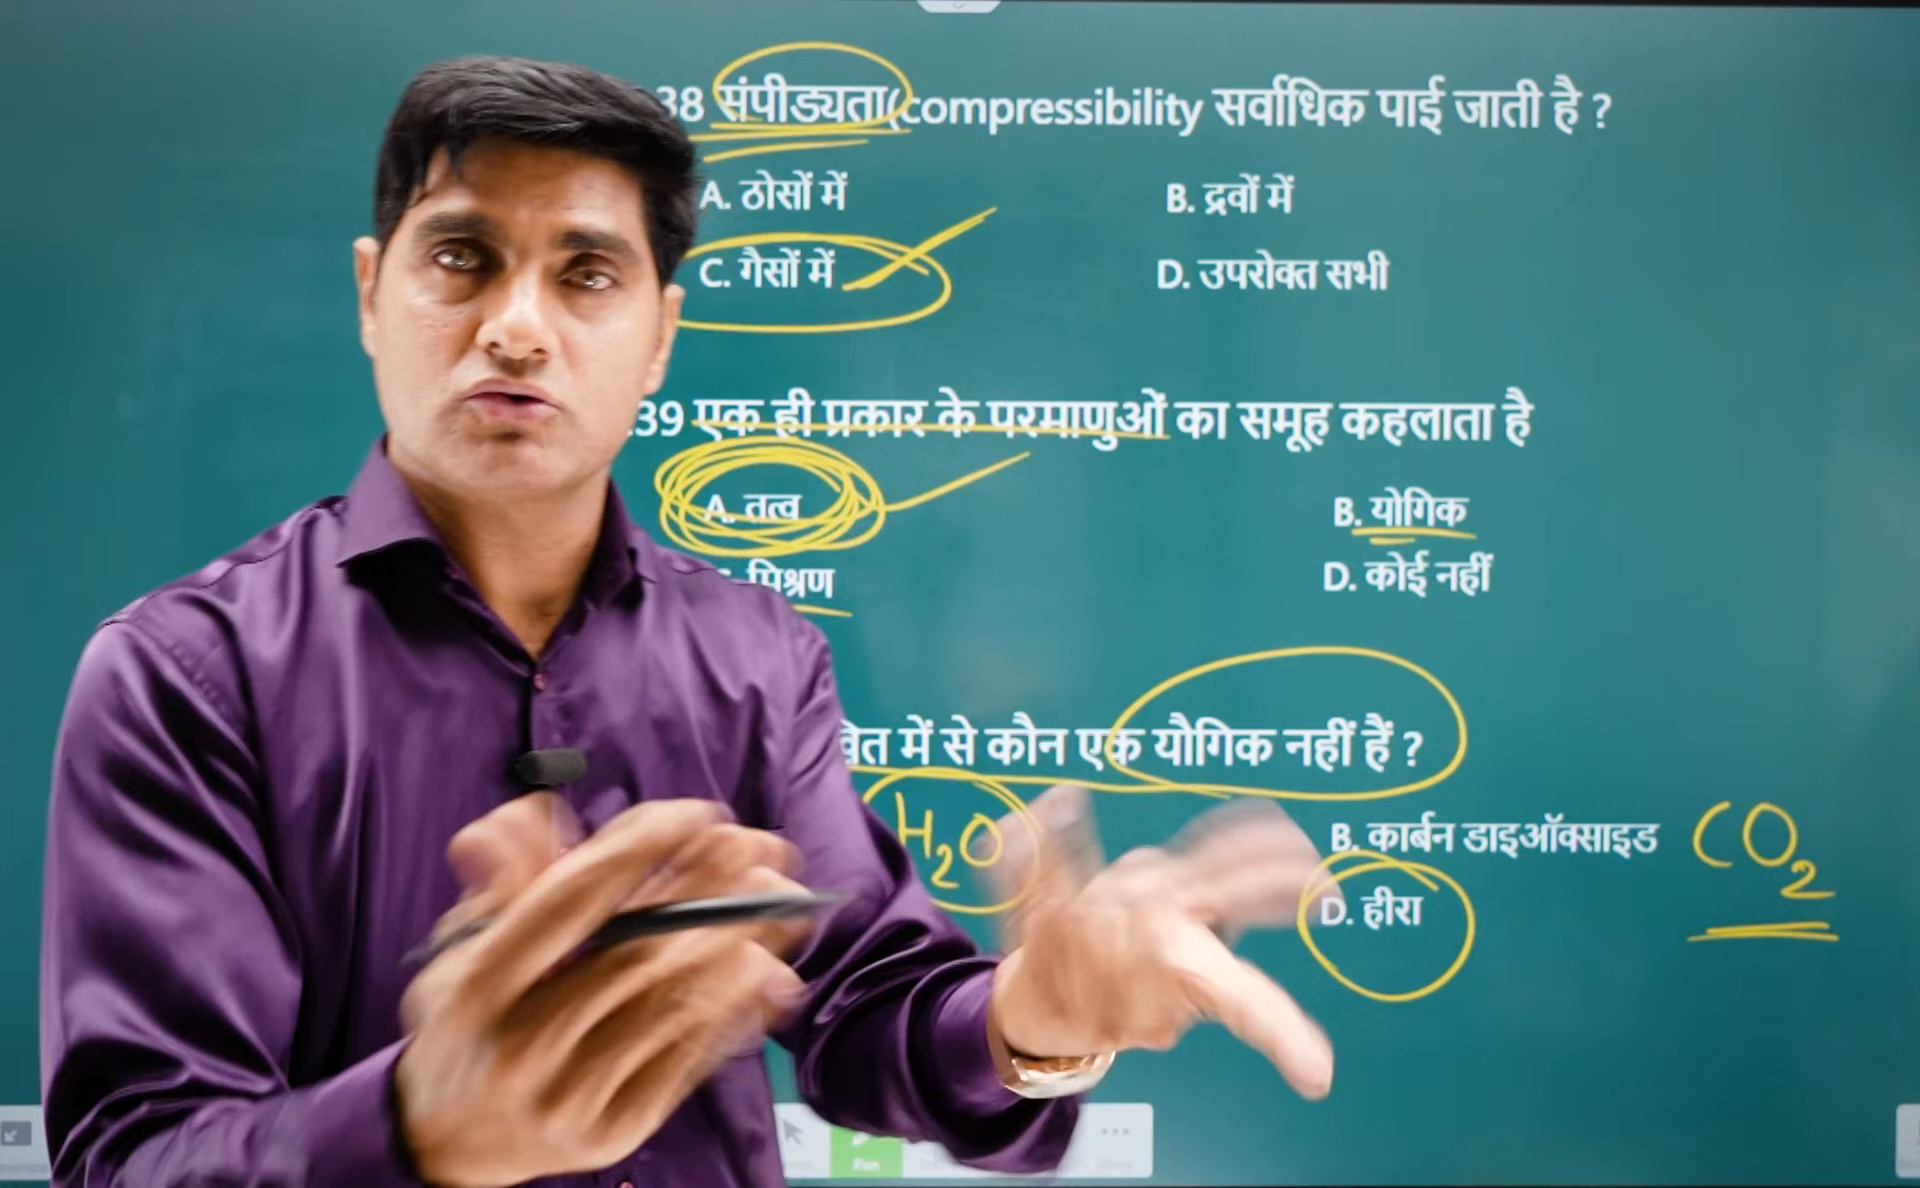 38 संपीड्यता(compressibility सर्वाधिक पाई जाती है ?
A. ठोसों में B. द्रवों में
C. गैसों में D. उपरोक्त सभी
39 एक ही प्रकार के परमाणुओं का समूह कहलाता है
A. तत्व B. योगिक
मिश्रण D. कोई नहीं
में से कौन एक यौगिक नहीं हैं ?
H₂O B. कार्बन डाइऑक्साइड CO₂
D. हीरा
Pen